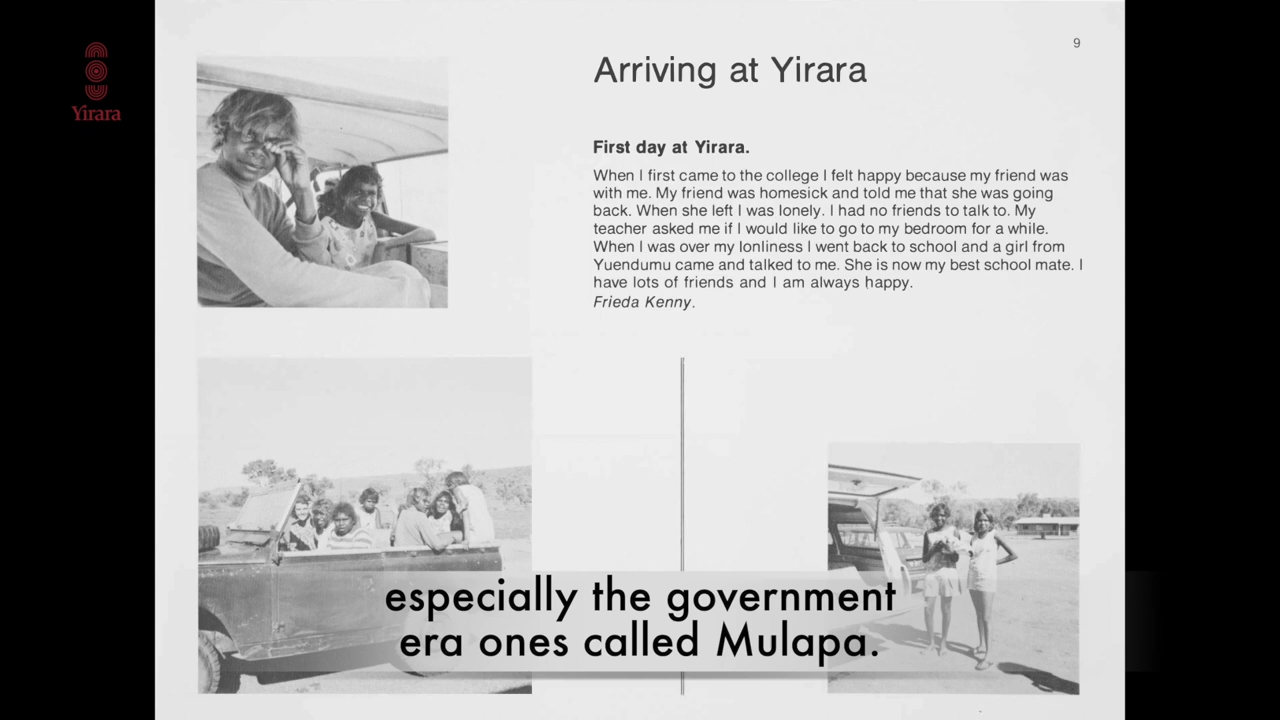 Yirara
9
Arriving at Yirara
First day at Yirara.
When I first came to the college I felt happy because my friend was
with me. My friend was homesick and told me that she was going
back. When she left I was lonely. I had no friends to talk to. My
teacher asked me if I would like to go to my bedroom for a while.
When I was over my lonliness I went back to school and a girl from
Yuendumu came and talked to me. She is now my best school mate. I
have lots of friends and I am always happy.
Frieda Kenny.
especially the government
era ones called Mulapa.